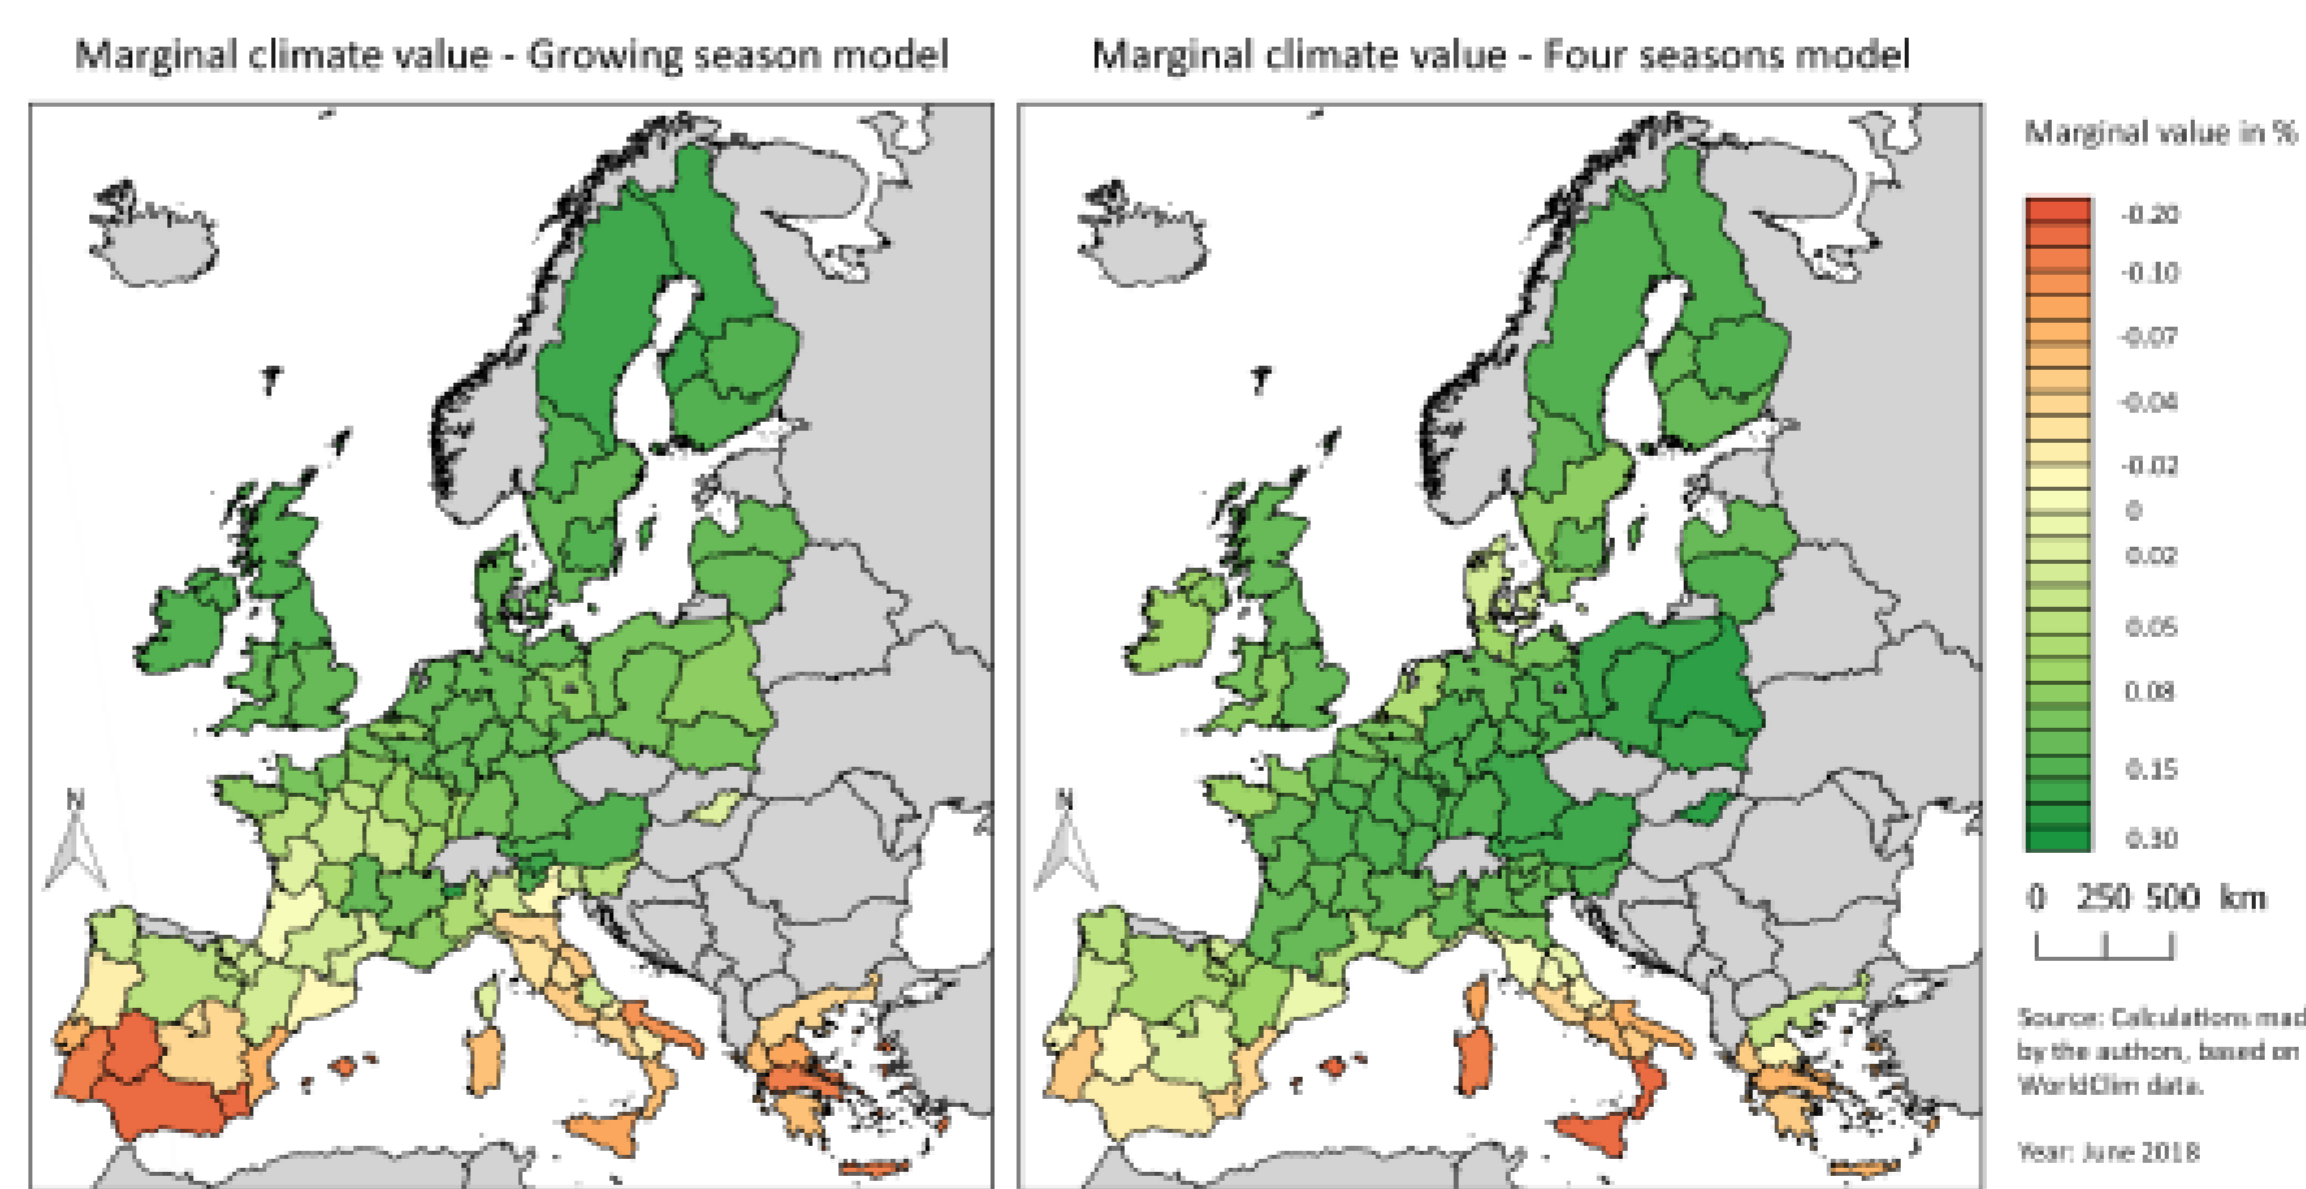 Marginal climate value - Growing season model
Marginal climate value - Four seasons model
N
N
Marginal value in %
-0.20
-0.10
-0.07
-0.04
-0.02
0
0.02
0.05
0.08
0.15
0.30
0 250 500 km
Source: Calculations mad
by the authors, based on
WorldClim data.
Year: June 2018